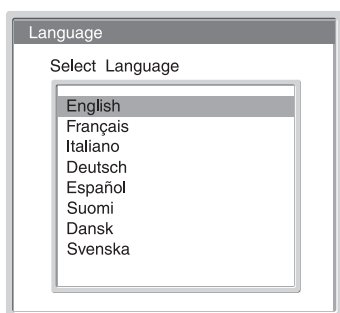 Language
Select Language
English
Français
Italiano
Deutsch
Español
Suomi
Dansk
Svenska